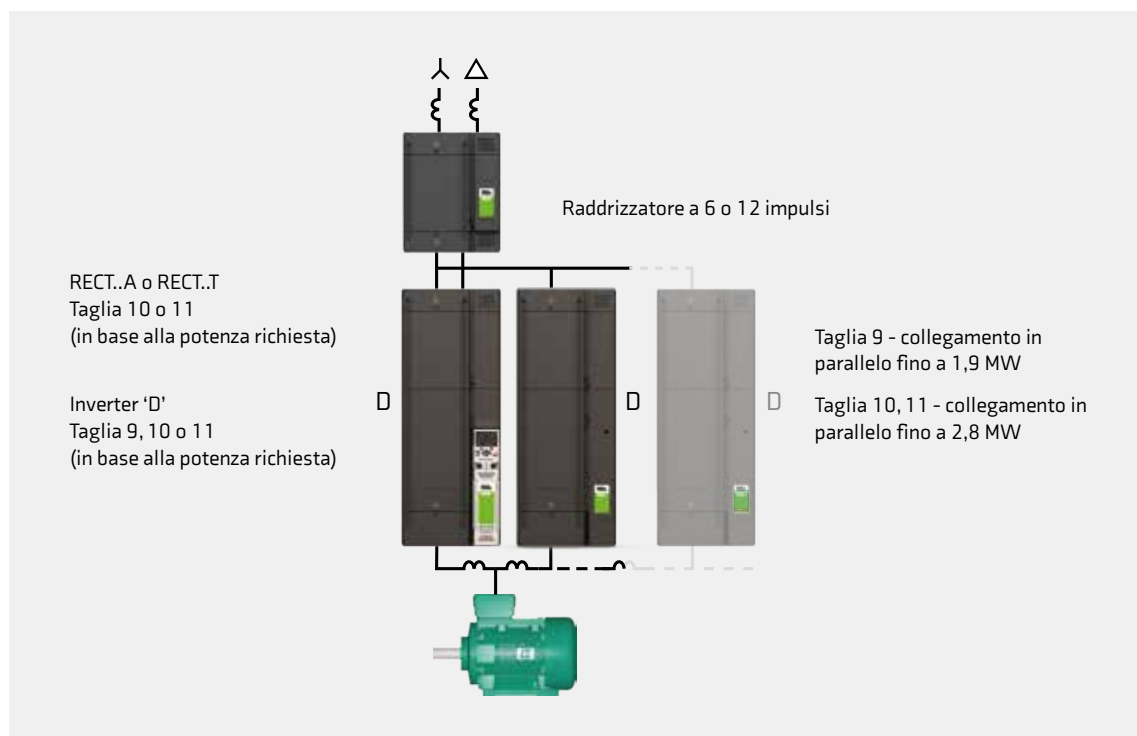 Raddrizzatore a 6 o 12 impulsi
RECT..A o RECT..T
Taglia 10 o 11
(in base alla potenza richiesta)
Inverter ‘D’
Taglia 9, 10 o 11
(in base alla potenza richiesta)
D
D
D
Taglia 9 - collegamento in
parallelo fino a 1,9 MW
Taglia 10, 11 - collegamento in
parallelo fino a 2,8 MW